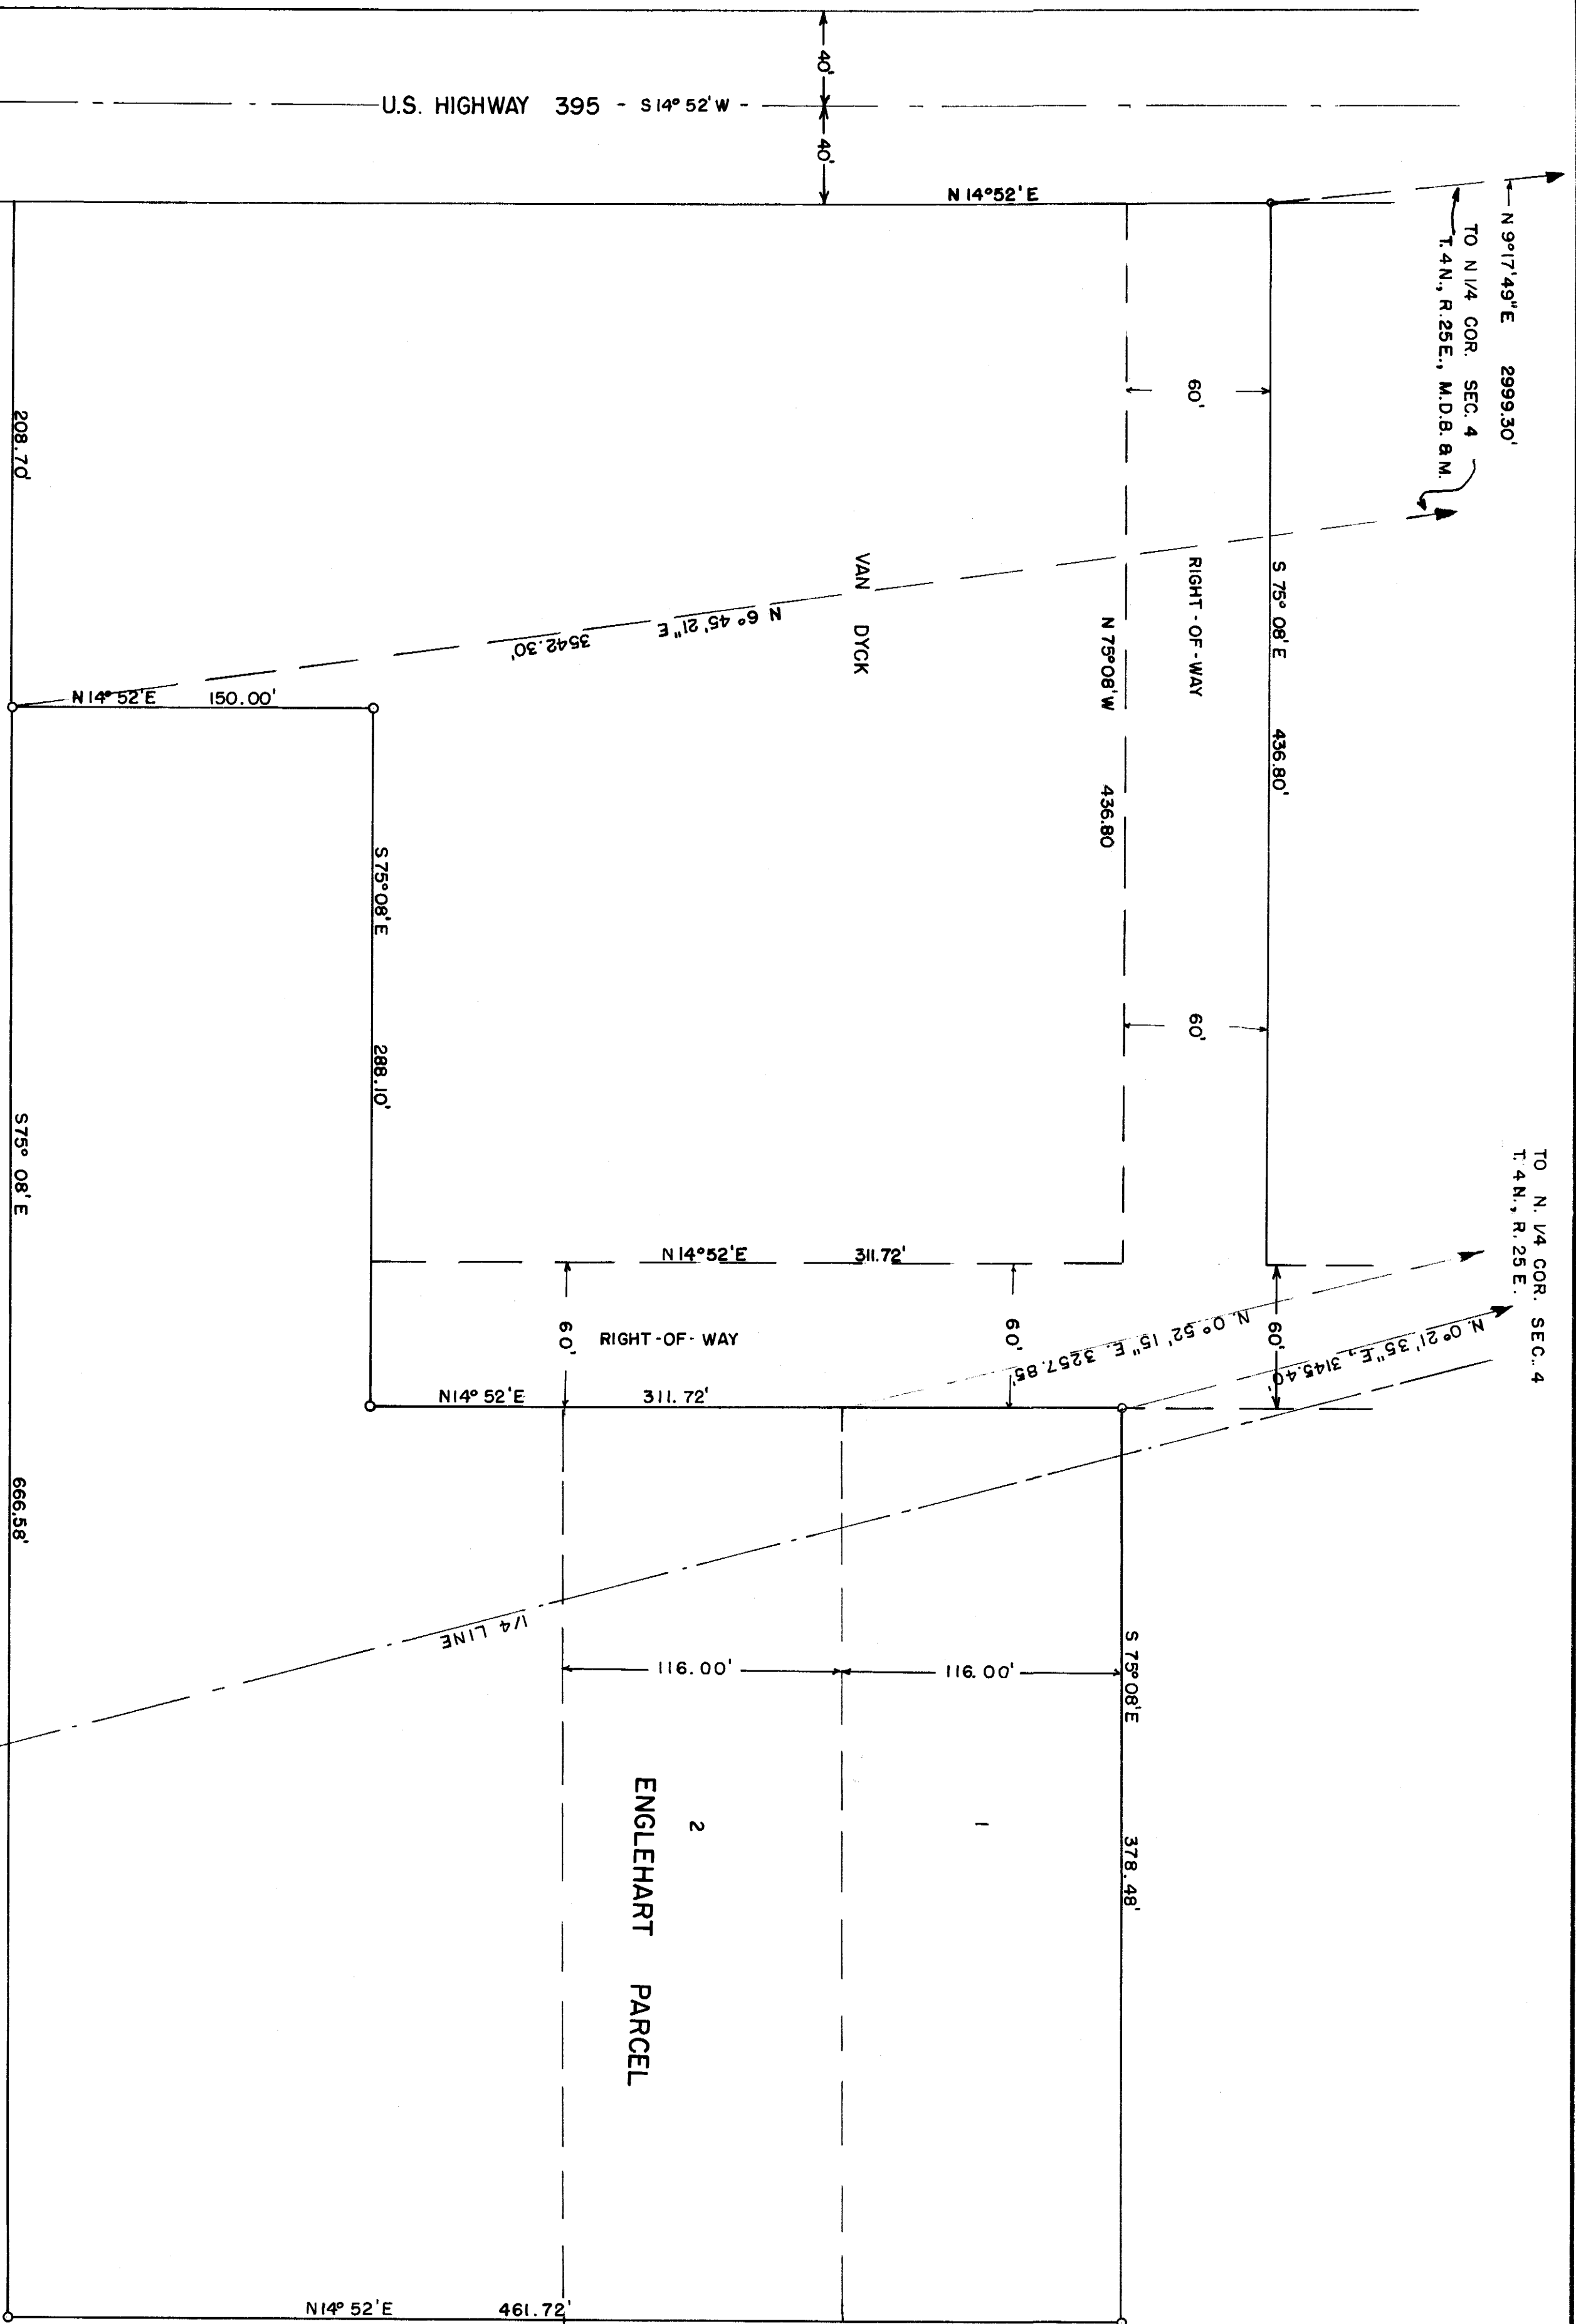 40'
U.S. HIGHWAY 395 - S 14° 52' W -
40'
N 14° 52' E
N 9° 17' 49" E 2999.30'
TO N 1/4 COR. SEC. 4
T. 4 N., R. 25 E., M.D.B. & M.
60'
RIGHT-OF-WAY
S 75° 08' E 436.80'
N 75° 08' W 436.80
60'
VAN DYCK
N 6° 45' 21" E
3542.30'
208.70'
N 14° 52' E 150.00'
S 75° 08' E 288.10'
S 75° 08' E 666.58'
N 14° 52' E 311.72'
60'
RIGHT-OF-WAY
60'
60'
N 14° 52' E 311.72'
TO N. 1/4 COR. SEC. 4
T. 4 N., R. 25 E.
N. 0° 52' 15" E. 3257.85'
N. 0° 21' 35" E, 3145.40'
1/4 LINE
116.00'
116.00'
S 75° 08' E 378.48'
1
2
ENGLEHART PARCEL
N 14° 52' E 461.72'